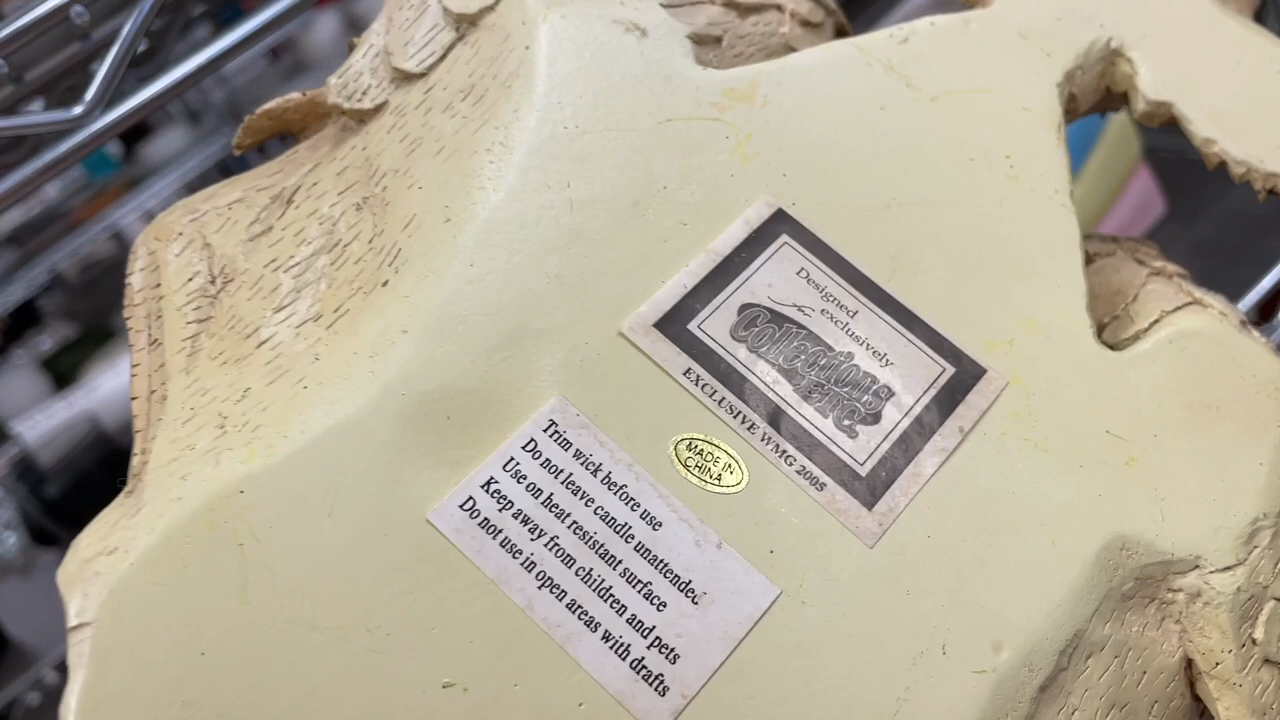 Designed
for exclusively
Collections
ETC.
EXCLUSIVE WMG 2005
MADE IN
CHINA
Trim wick before use
Do not leave candle unattended
Use on heat resistant surface
Keep away from children and pets
Do not use in open areas with drafts